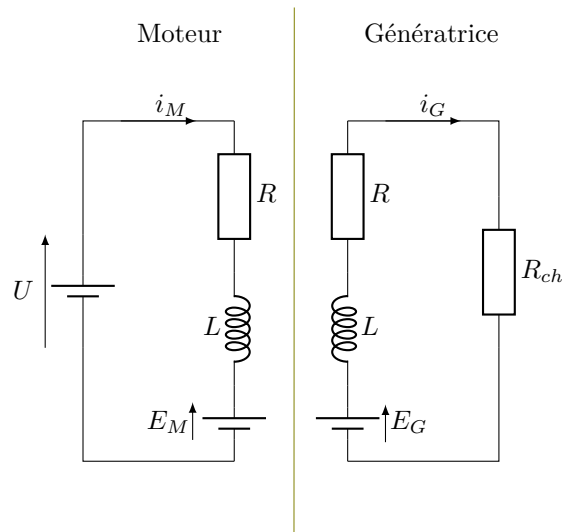 Moteur
Génératrice
i_M
i_G
R
R
R_ch
U
L
L
E_M
E_G